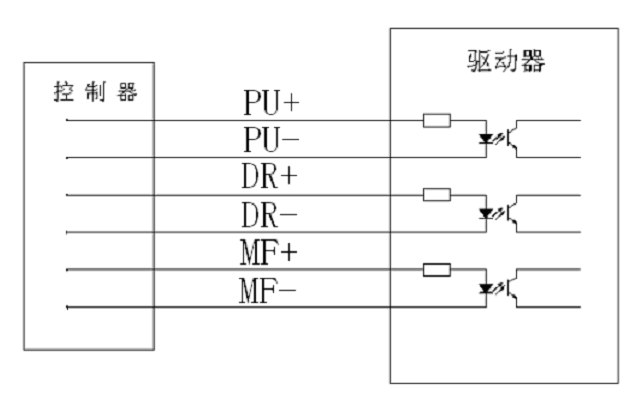 驱动器
控制器
PU+
PU-
DR+
DR-
MF+
MF-